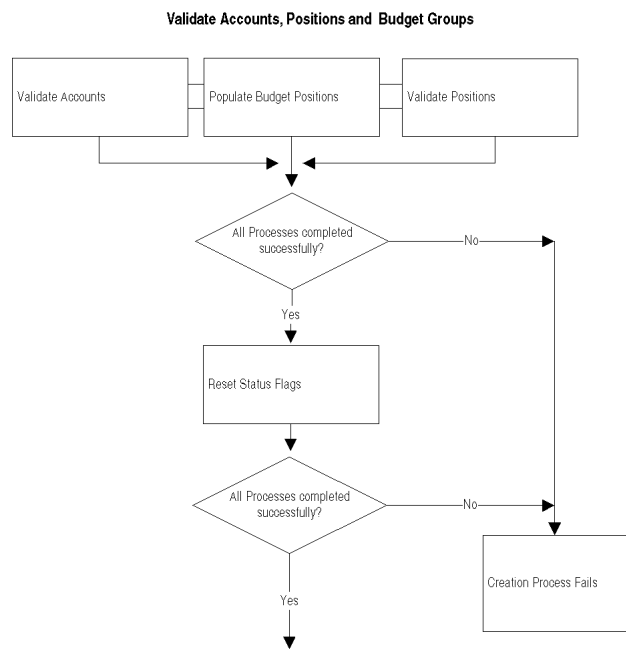 Validate Accounts, Positions and Budget Groups
Validate Accounts
Populate Budget Positions
Validate Positions
All Processes completed
successfully?
No
Yes
Reset Status Flags
All Processes completed
successfully?
No
Creation Process Fails
Yes